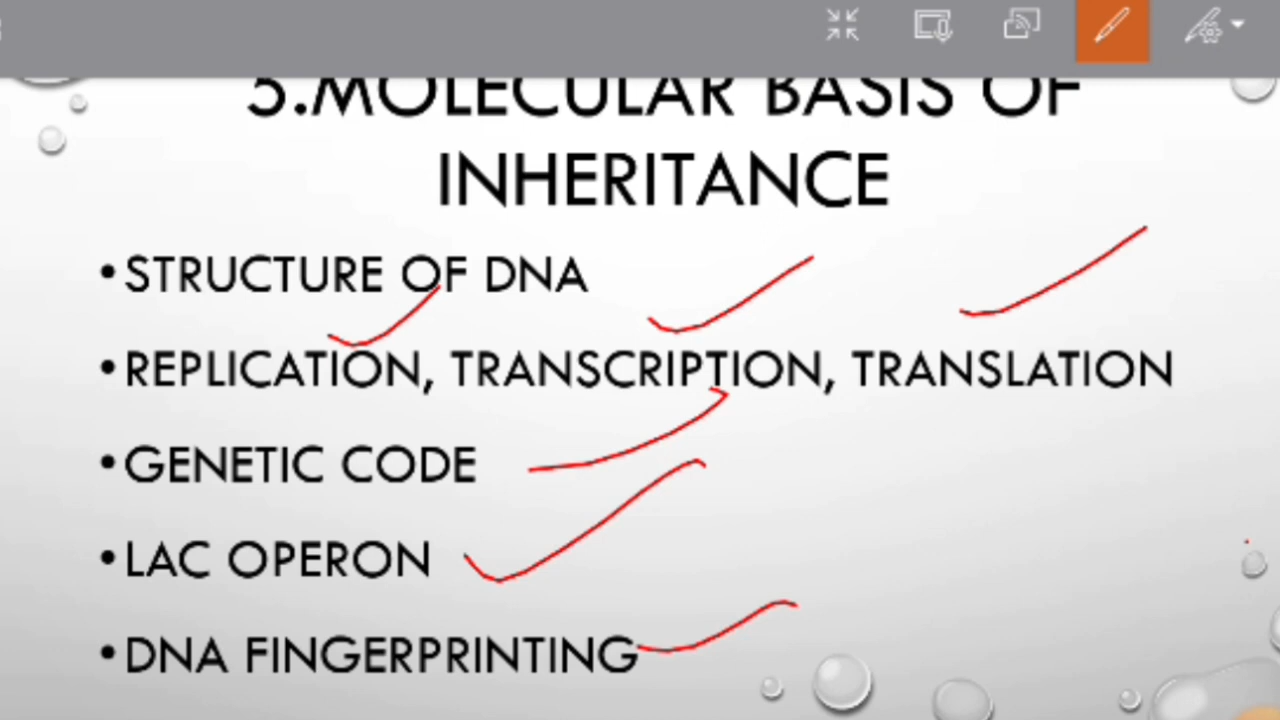 5.MOLECULAR BASIS OF
INHERITANCE
•STRUCTURE OF DNA
•REPLICATION, TRANSCRIPTION, TRANSLATION
•GENETIC CODE
•LAC OPERON
•DNA FINGERPRINTING